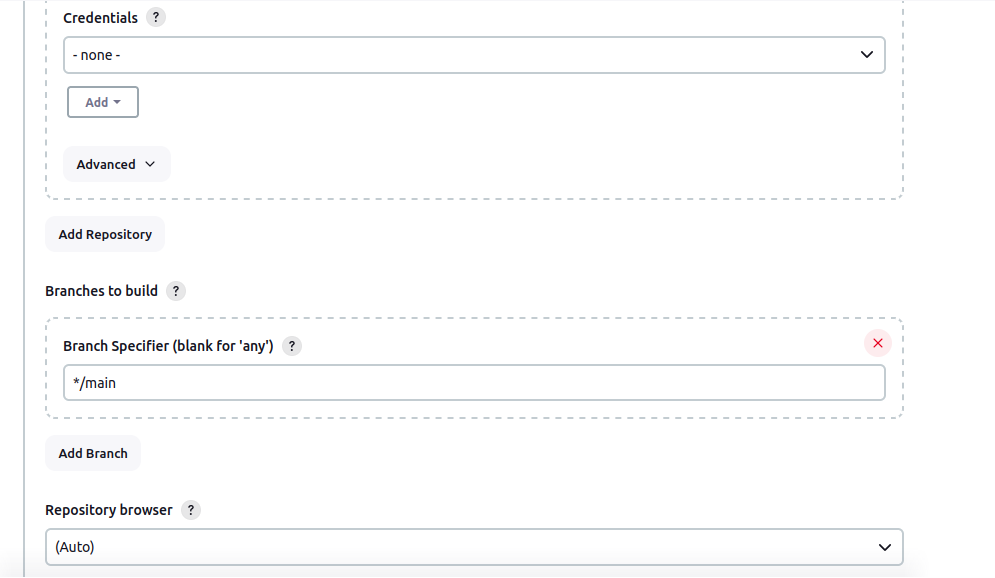 Credentials ?
- none -
Add
Advanced
Add Repository
Branches to build ?
Branch Specifier (blank for 'any') ?
*/main
Add Branch
Repository browser ?
(Auto)